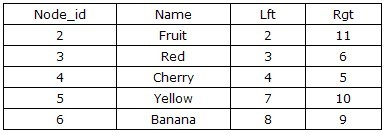 Node_id Name Lft Rgt
2 Fruit 2 11
3 Red 3 6
4 Cherry 4 5
5 Yellow 7 10
6 Banana 8 9